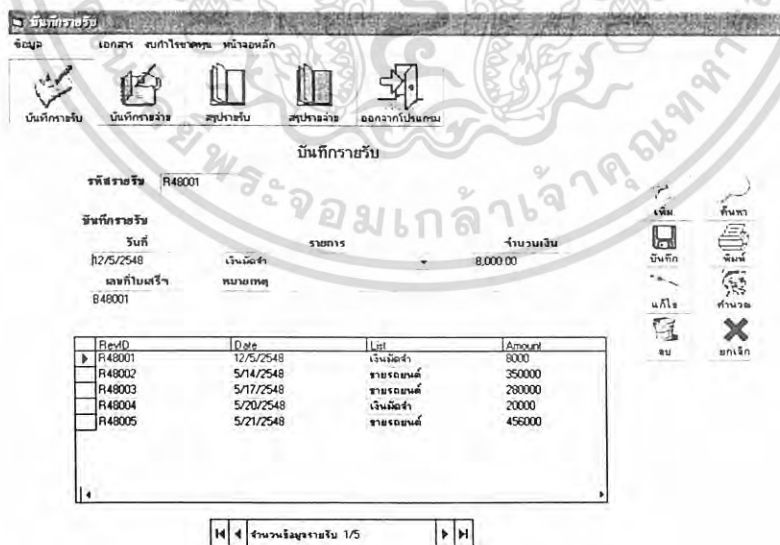 บันทึกรายรับ
ข้อมูล เอกสาร งบกำไรขาดทุน หน้าจอหลัก
บันทึกรายรับ บันทึกรายจ่าย สรุปรายรับ สรุปรายจ่าย ออกจากโปรแกรม
บันทึกรายรับ
รหัสรายรับ R48001
บันทึกรายรับ
วันที่ รายการ จำนวนเงิน
12/5/2548 เงินมัดจำ 8,000.00
เลขที่ใบเสร็จฯ หมายเหตุ
B48001
เพิ่ม ค้นหา
บันทึก พิมพ์
แก้ไข คำนวณ
ลบ ยกเลิก
RevID Date List Amount
R48001 12/5/2548 เงินมัดจำ 8000
R48002 5/14/2548 ขายรถยนต์ 350000
R48003 5/17/2548 ขายรถยนต์ 280000
R48004 5/20/2548 เงินมัดจำ 20000
R48005 5/21/2548 ขายรถยนต์ 456000
จำนวนข้อมูลรายรับ 1/5